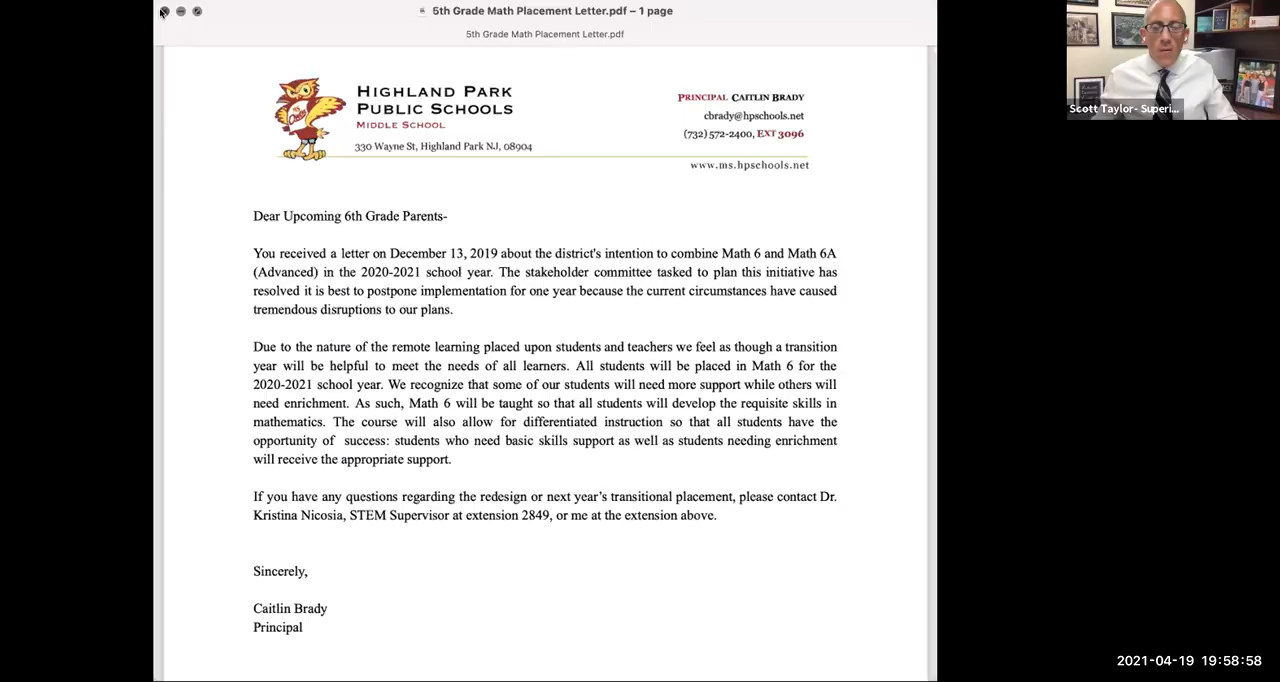 5th Grade Math Placement Letter.pdf – 1 page
5th Grade Math Placement Letter.pdf
HIGHLAND PARK
PUBLIC SCHOOLS
MIDDLE SCHOOL
330 Wayne St, Highland Park NJ, 08904
PRINCIPAL CAITLIN BRADY
cbrady@hpschools.net
(732) 572-2400, EXT 3096
www.ms.hpschools.net
Dear Upcoming 6th Grade Parents-
You received a letter on December 13, 2019 about the district's intention to combine Math 6 and Math 6A
(Advanced) in the 2020-2021 school year. The stakeholder committee tasked to plan this initiative has
resolved it is best to postpone implementation for one year because the current circumstances have caused
tremendous disruptions to our plans.
Due to the nature of the remote learning placed upon students and teachers we feel as though a transition
year will be helpful to meet the needs of all learners. All students will be placed in Math 6 for the
2020-2021 school year. We recognize that some of our students will need more support while others will
need enrichment. As such, Math 6 will be taught so that all students will develop the requisite skills in
mathematics. The course will also allow for differentiated instruction so that all students have the
opportunity of success: students who need basic skills support as well as students needing enrichment
will receive the appropriate support.
If you have any questions regarding the redesign or next year's transitional placement, please contact Dr.
Kristina Nicosia, STEM Supervisor at extension 2849, or me at the extension above.
Sincerely,
Caitlin Brady
Principal
Scott Taylor- Superi...
2021-04-19 19:58:58